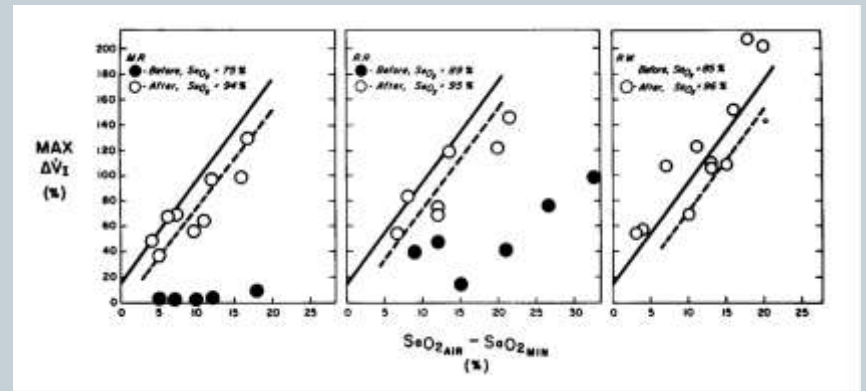 MAX
ΔV̇I
(%)
200
180
160
140
120
100
80
60
40
20
0
M.R.
●-Before, SaO₂ = 75%
○-After, SaO₂ = 94%
0 5 10 15 20 25
●-Before, SaO₂ = 89%
○-After, SaO₂ = 95%
0 5 10 15 20 25 30
R.W.
Before, SaO₂ = 85%
○-After, SaO₂ = 96%
0 5 10 15 20 25
SaO₂AIR – SaO₂MIN
(%)